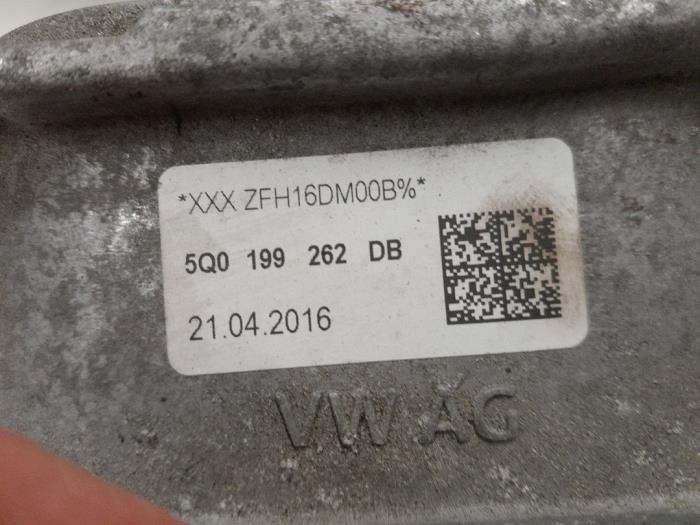 *XXX ZFH16DM00B%*
5Q0 199 262 DB
21.04.2016
VW AG